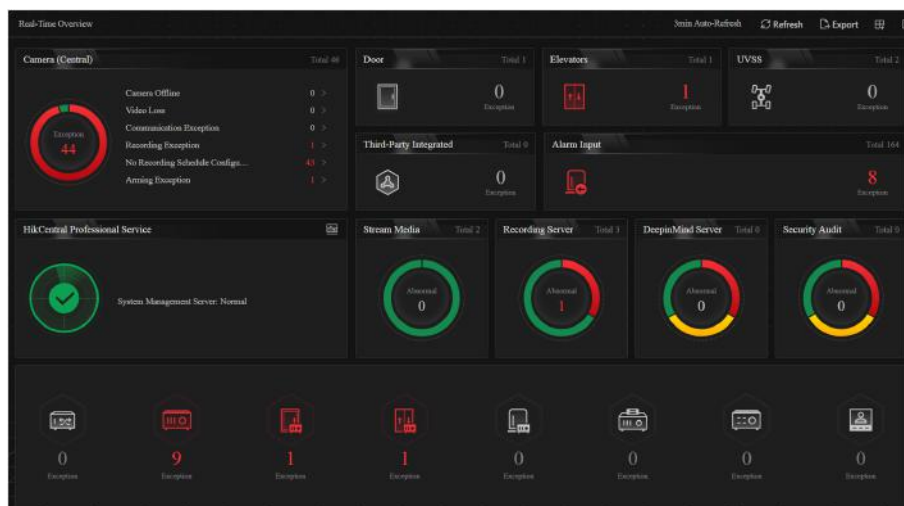 Real-Time Overview
3min Auto-Refresh Refresh Export
Camera (Central)
Exception
44
Camera Offline 0 >
Video Loss 0 >
Communication Exception 0 >
Recording Exception 1 >
No Recording Schedule Configu... 43 >
Arming Exception 1 >
Door Total 1
0
Exception
Elevators Total 1
1
Exception
UVSS Total 2
0
Exception
Third-Party Integrated Total 0
0
Exception
Alarm Input Total 164
8
Exception
HikCentral Professional Service
System Management Server: Normal
Stream Media Total 2
Abnormal
0
Recording Server
Abnormal
1
DeepinMind Server Total 0
Abnormal
0
Security Audit Total 0
Abnormal
0
0
Exception
9
Exception
1
Exception
1
Exception
0
Exception
0
Exception
0
Exception
0
Exception